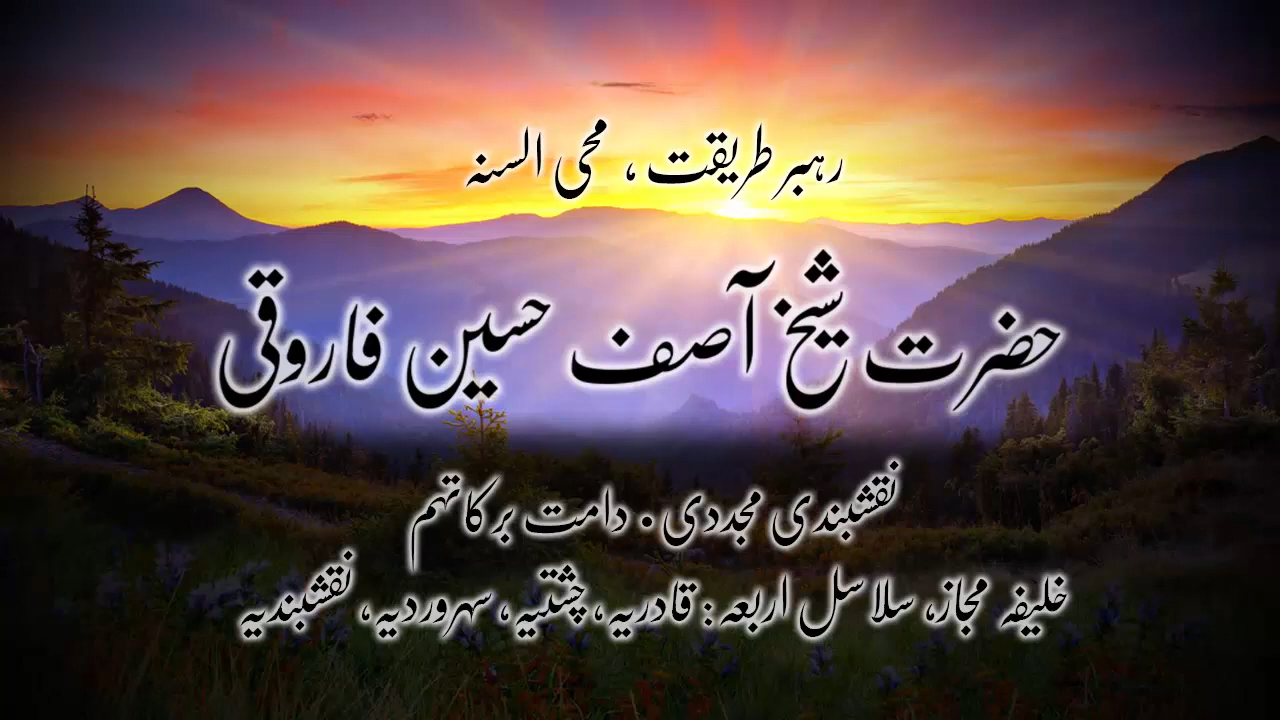 رہبر طریقت ، محی السنہ
حضرت شیخ آصف حسین فاروقی
نقشبندی مجددی . دامت برکاتہم
خلیفہ مجاز، سلاسل اربعہ: قادریہ، چشتیہ، سہروردیہ، نقشبندیہ